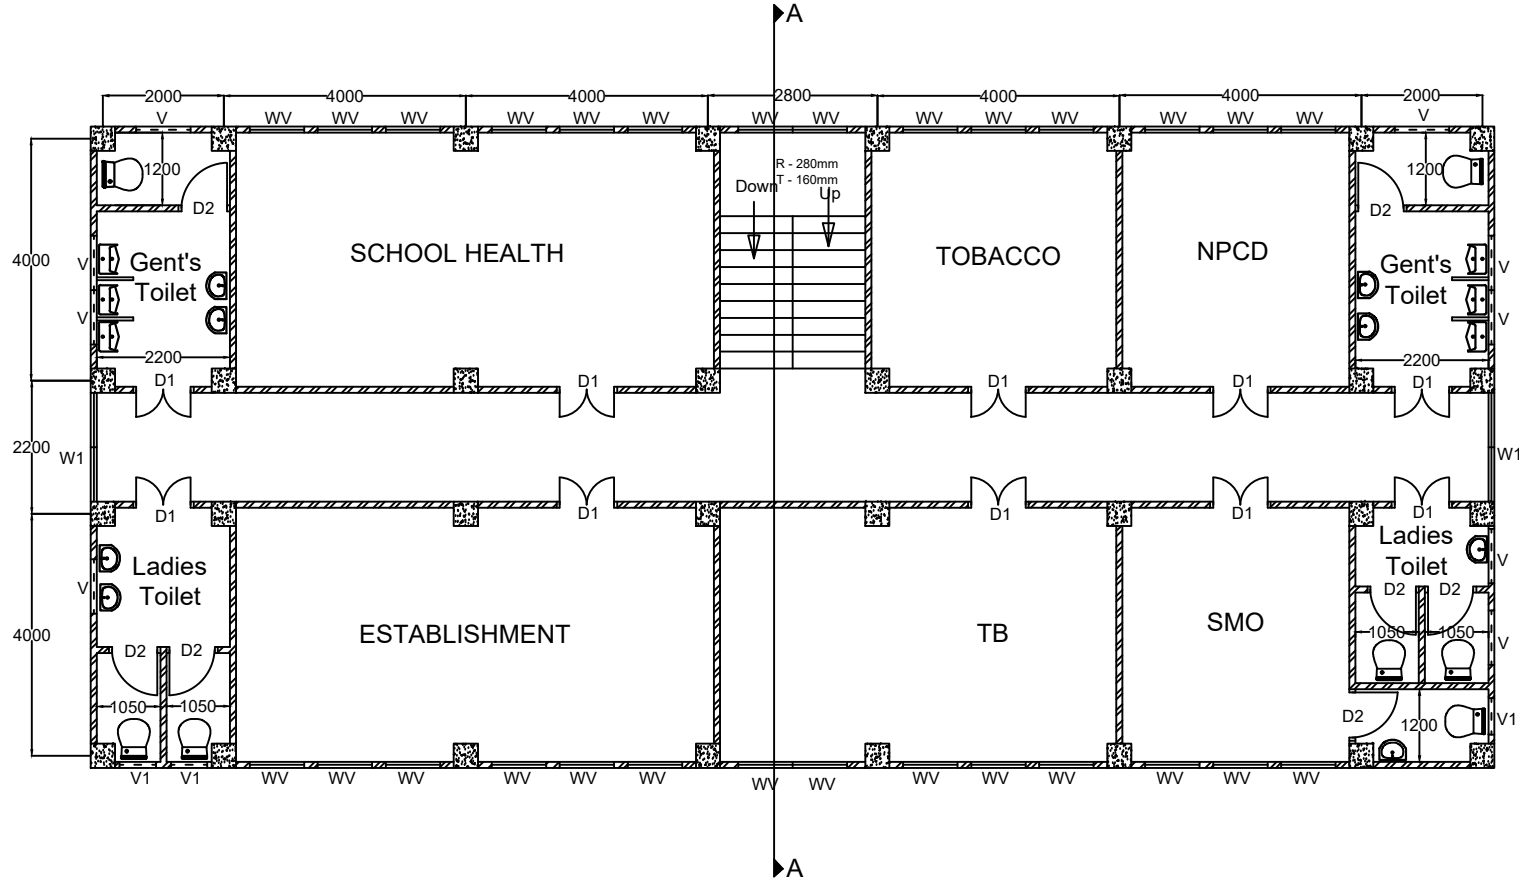 A
2000 4000 4000 2800 4000 4000 2000
V WV WV WV WV WV WV WV WV WV WV WV WV WV WV V
1200 R - 280mm 1200
T - 160mm
Down Up
D2 D2
SCHOOL HEALTH TOBACCO NPCD
4000 V Gent's Gent's V
Toilet Toilet
V V
2200 2200
D1 D1 D1 D1 D1
2200 W1 W1
D1 D1 D1 D1 D1
Ladies Ladies
Toilet Toilet
V V
D2 D2
4000 ESTABLISHMENT TB SMO
1050 1050
D2 D2 V
1050 1050
D2 1200 V1
V1 V1 WV WV WV WV WV WV WV WV WV WV WV WV WV WV
A